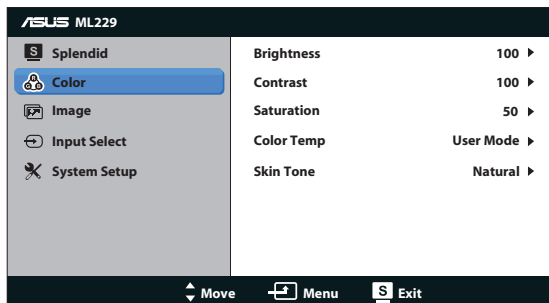 ASUS ML229
S Splendid
Color
Image
Input Select
System Setup
Brightness 100
Contrast 100
Saturation 50
Color Temp User Mode
Skin Tone Natural
Move Menu S Exit